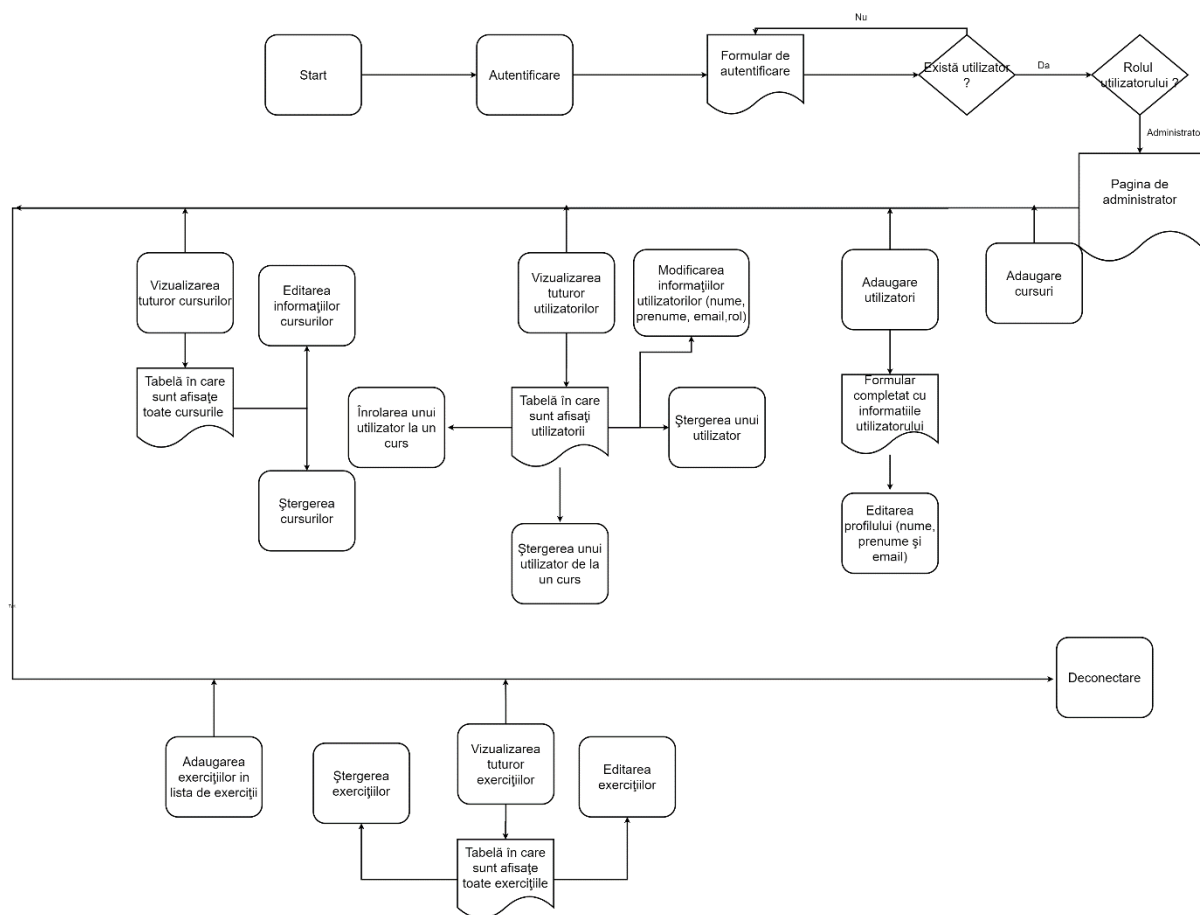 Nu
Start
Autentificare
Formular de
autentificare
Există utilizator
?
Da
Rolul
utilizatorului ?
Administrato
Pagina de
administrator
Vizualizarea
tuturor cursurilor
Editarea
informaţiilor
cursurilor
Vizualizarea
tuturor
utilizatorilor
Modificarea
informaţiilor
utilizatorilor (nume,
prenume, email,rol)
Adaugare
utilizatori
Adaugare
cursuri
Tabelă în care
sunt afisaţe
toate cursurile
Înrolarea unui
utilizator la un
curs
Tabelă în care
sunt afisaţi
utilizatorii
Ştergerea unui
utilizator
Formular
completat cu
informatiile
utilizatorului
Ştergerea
cursurilor
Ştergerea unui
utilizator de la
un curs
Editarea
profilului (nume,
prenume şi
email)
Deconectare
Adaugarea
exerciţiilor in
lista de exerciţii
Ştergerea
exerciţiilor
Vizualizarea
tuturor
exerciţiilor
Editarea
exerciţiilor
Tabelă în care
sunt afisaţe
toate exerciţiile